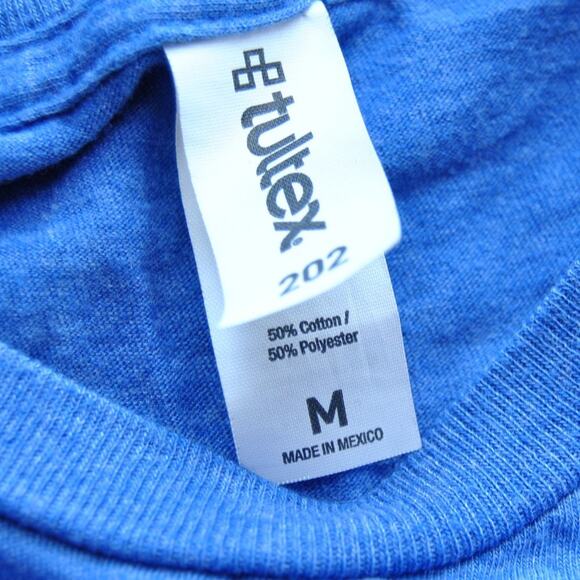 tultex
202
50% Cotton /
50% Polyester
M
MADE IN MEXICO